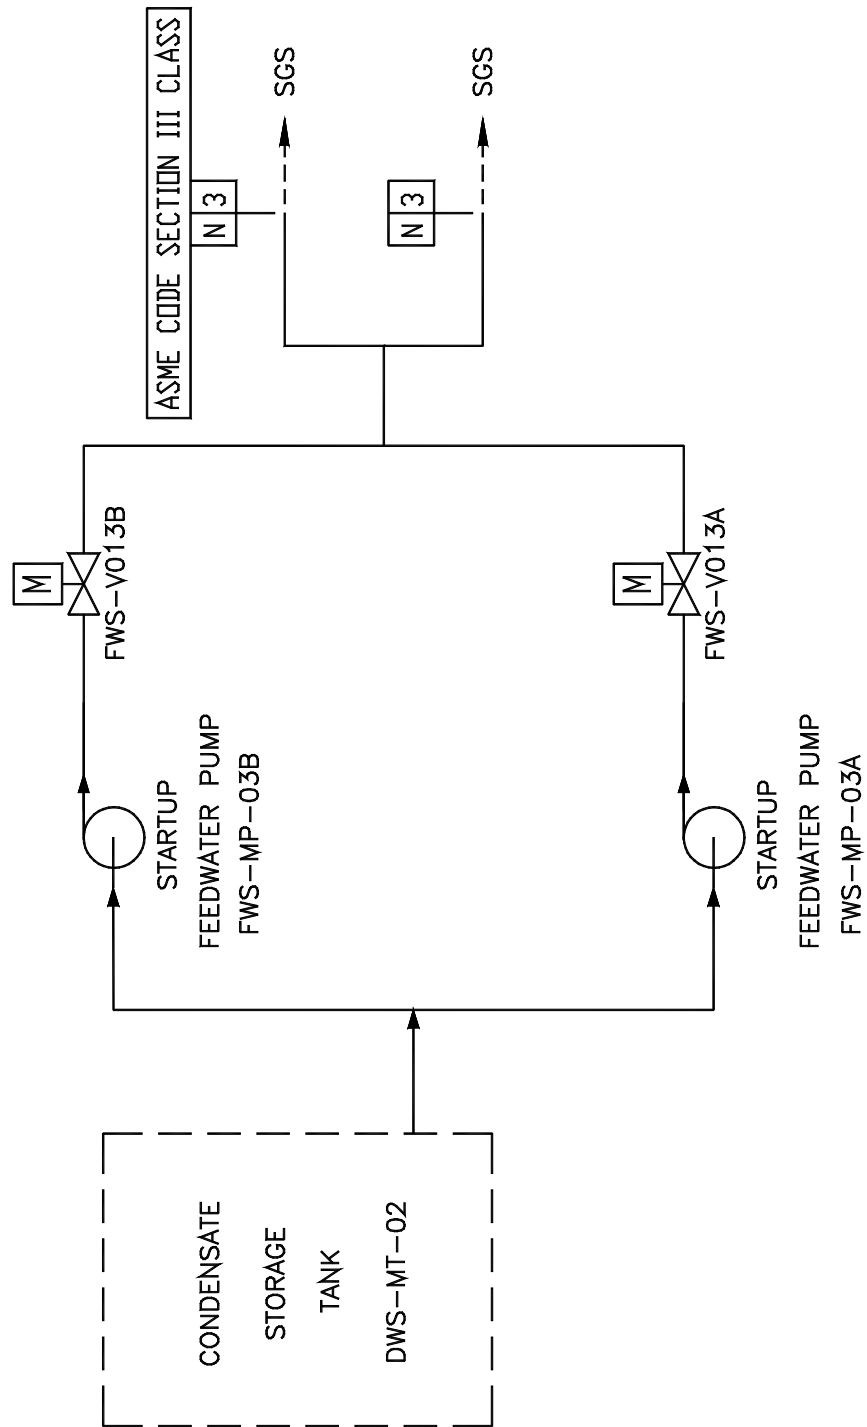 CONDENSATE
STORAGE
TANK
DWS-MT-02
STARTUP
FEEDWATER PUMP
FWS-MP-03B
M
FWS-V013B
ASME CODE SECTION III CLASS
N 3
SGS
N 3
SGS
STARTUP
FEEDWATER PUMP
FWS-MP-03A
M
FWS-V013A